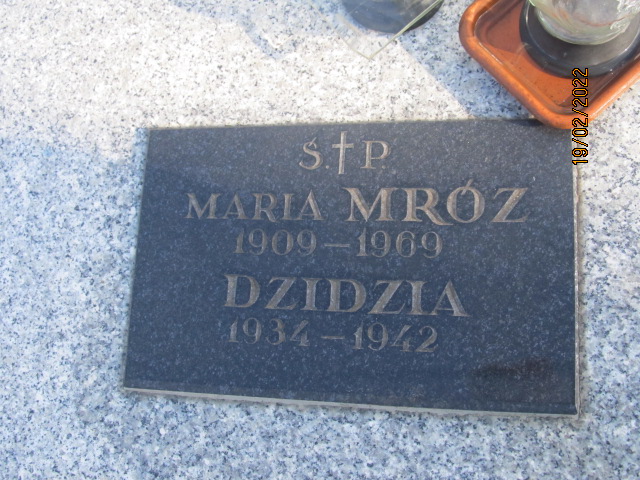 Ś.†P.
MARIA MRÓZ
1909 – 1969
DZIDZIA
1934 – 1942
19/02/2022